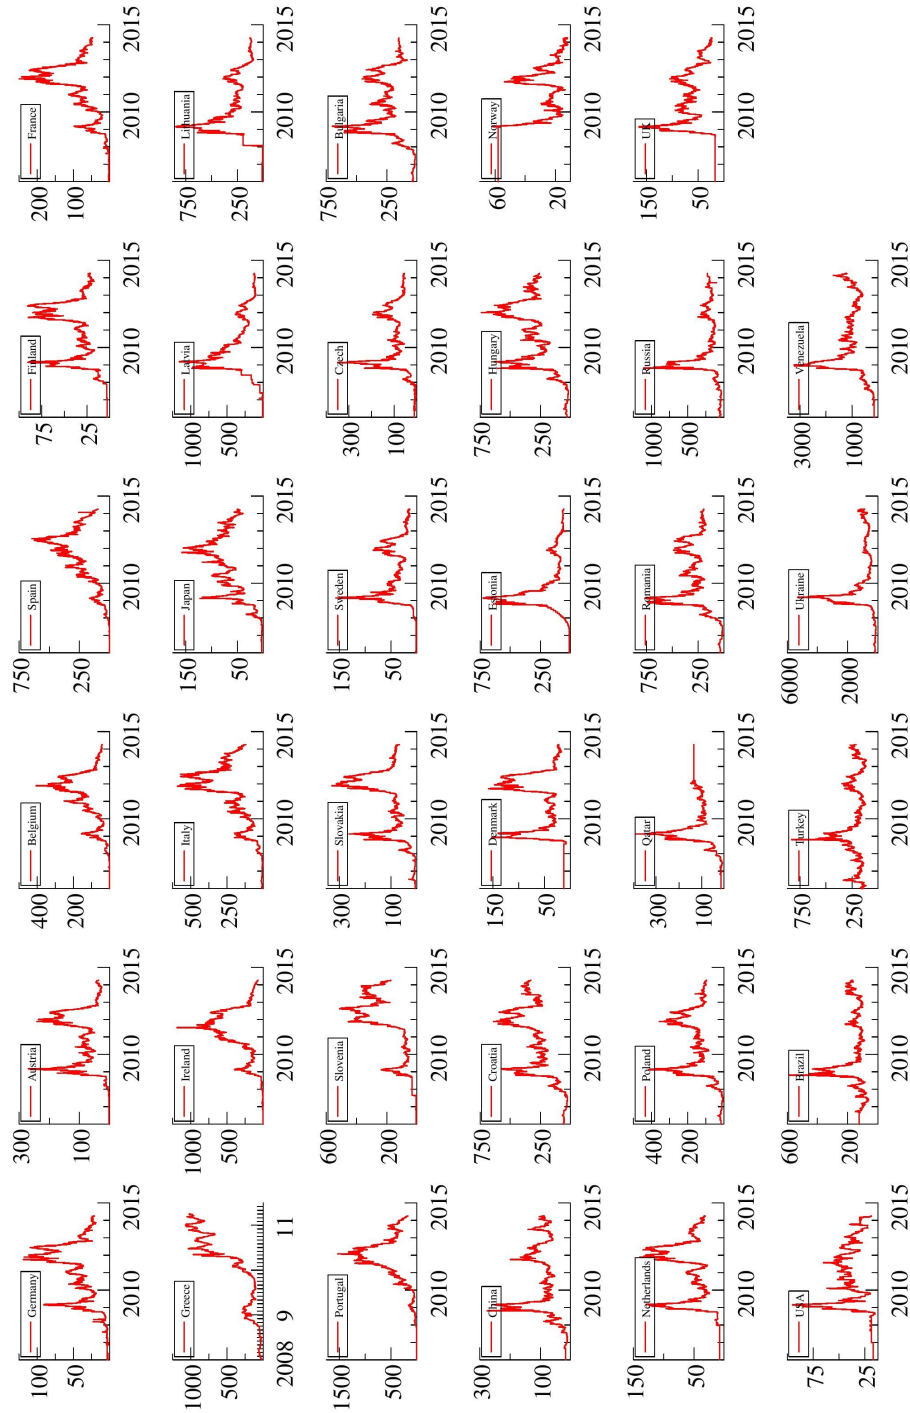 Germany
100
50
2010 2015
Austria
300
100
2010 2015
Belgium
400
200
2010 2015
Spain
750
250
2010 2015
Finland
75
25
2010 2015
France
200
100
2010 2015
Greece
1000
500
2008 9 11
Ireland
1000
500
2010 2015
Italy
500
250
2010 2015
Japan
150
50
2010 2015
Latvia
1000
500
2010 2015
Lithuania
750
250
2010 2015
Portugal
1500
500
2010 2015
Slovenia
600
200
2010 2015
Slovakia
300
100
2010 2015
Sweden
150
50
2010 2015
Czech
300
100
2010 2015
Bulgaria
750
250
2010 2015
China
300
100
2010 2015
Croatia
750
250
2010 2015
Denmark
150
50
2010 2015
Estonia
750
250
2010 2015
Hungary
750
250
2010 2015
Norway
60
20
2010 2015
Notherlands
150
50
2010 2015
Poland
400
200
2010 2015
Qatar
300
100
2010 2015
Romania
750
250
2010 2015
Russia
1000
500
2010 2015
UK
150
50
2010 2015
USA
75
25
2010 2015
Brazil
600
200
2010 2015
Turkey
750
250
2010 2015
Ukraine
6000
2000
2010 2015
Venezuela
3000
1000
2010 2015